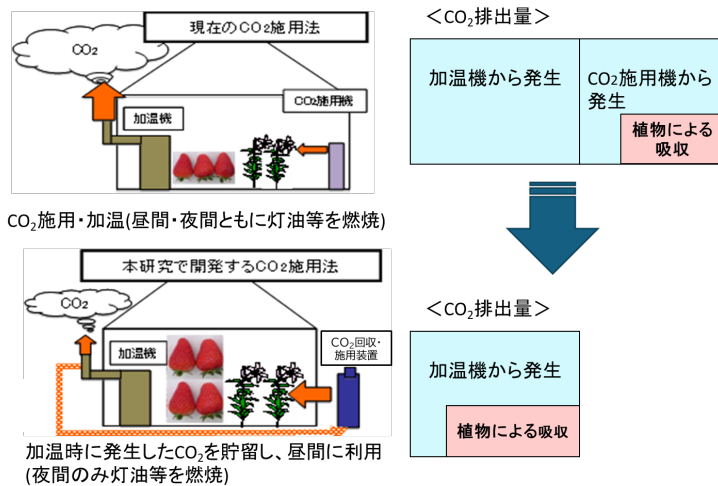 現在のCO2施用法
CO2
CO2施用機
加温機
CO2施用・加温(昼間・夜間ともに灯油等を燃焼)
＜CO2排出量＞
加温機から発生
CO2施用機から
発生
植物による
吸収
本研究で開発するCO2施用法
CO2
加温機
CO2回収・
施用装置
加温時に発生したCO2を貯留し、昼間に利用
(夜間のみ灯油等を燃焼)
＜CO2排出量＞
加温機から発生
植物による吸収